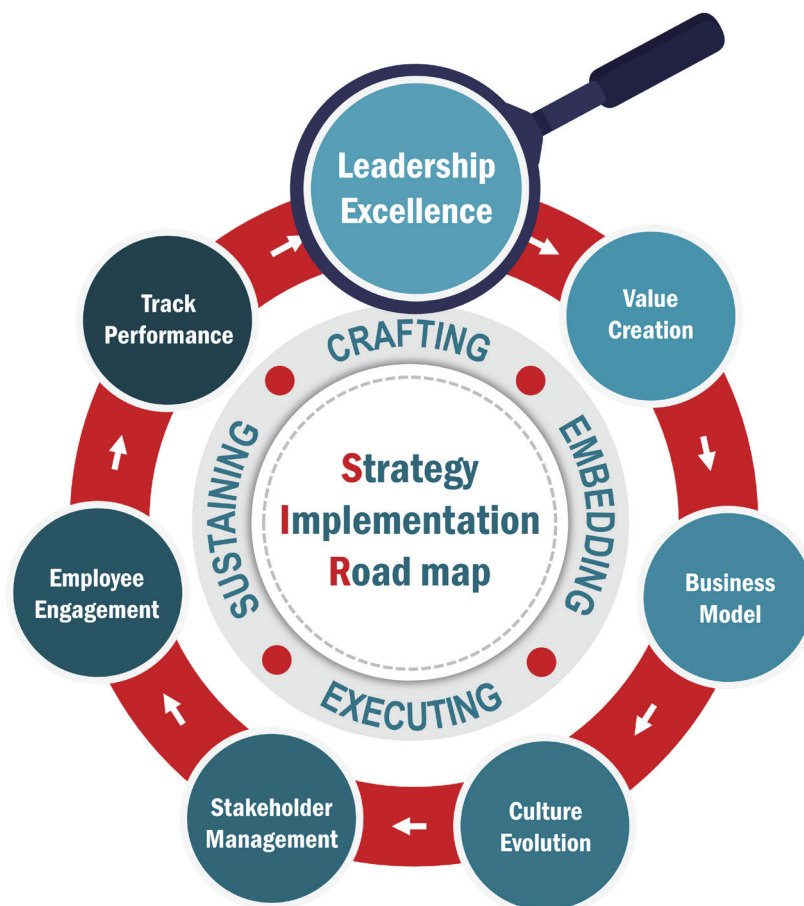 Leadership
Excellence
Value
Creation
Business
Model
Culture
Evolution
Stakeholder
Management
Employee
Engagement
Track
Performance
CRAFTING
EMBEDDING
EXECUTING
SUSTAINING
Strategy
Implementation
Road map